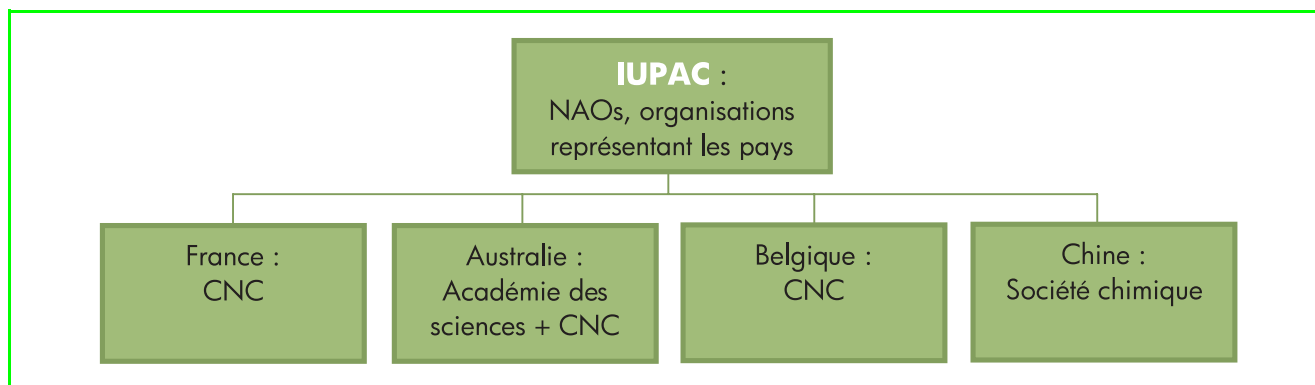 IUPAC :
NAOs, organisations
représentant les pays
France :
CNC
Australie :
Académie des
sciences + CNC
Belgique :
CNC
Chine :
Société chimique